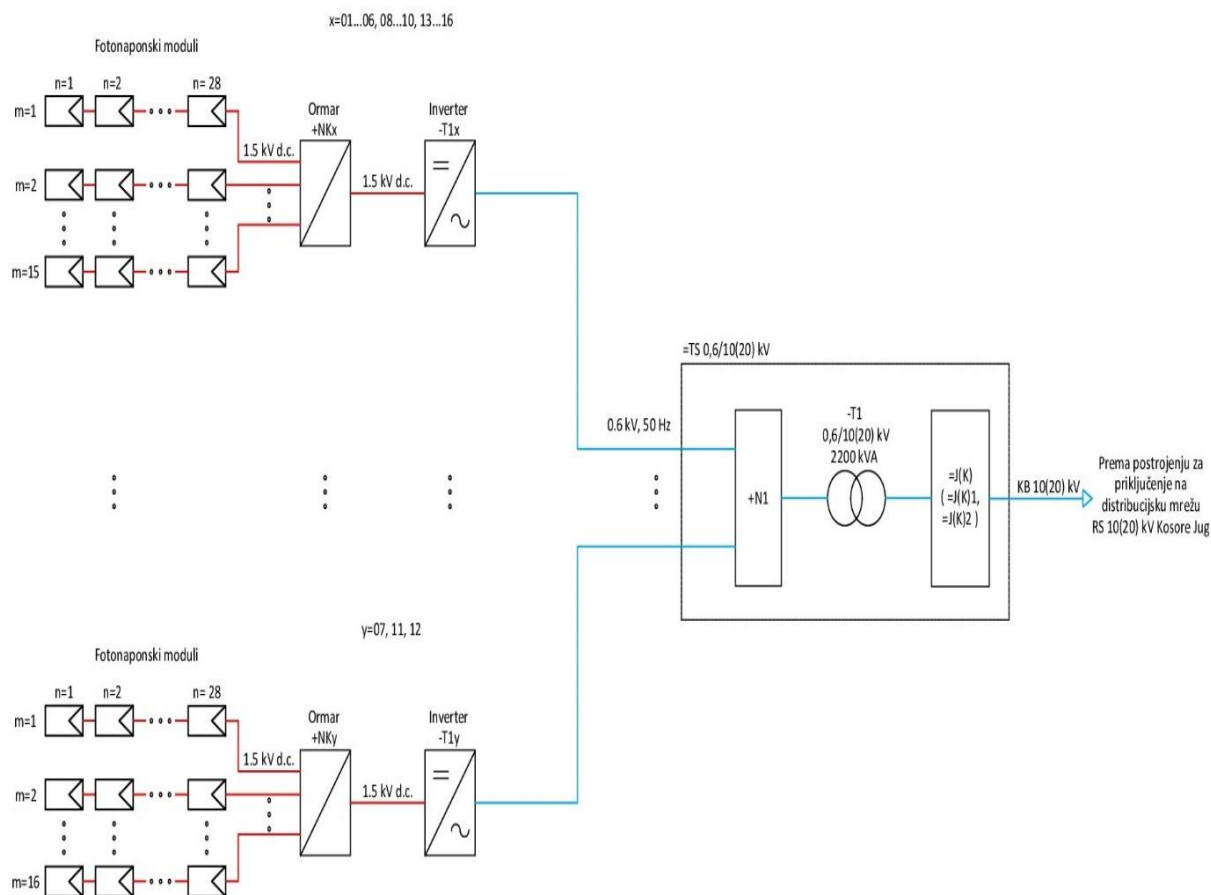 x=01...06, 08...10, 13...16
Fotonaponski moduli
n=1
n=2
n= 28
m=1
m=2
m=15
1.5 kV d.c.
Ormar
+NKx
1.5 kV d.c.
Inverter
-T1x
=TS 0,6/10(20) kV
0.6 kV, 50 Hz
+N1
-T1
0,6/10(20) kV
2200 kVA
=J(K)
( =J(K)1,
=J(K)2 )
KB 10(20) kV
Prema postrojenju za
priključenje na
distribucijsku mrežu
RS 10(20) kV Kosore Jug
y=07, 11, 12
Fotonaponski moduli
n=1
n=2
n= 28
m=1
m=2
m=16
1.5 kV d.c.
Ormar
+NKy
1.5 kV d.c.
Inverter
-T1y